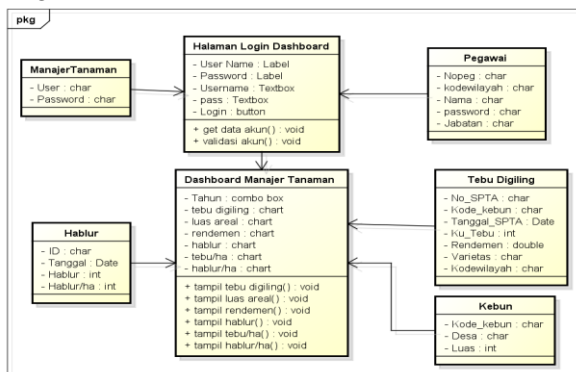 pkg
Halaman Login Dashboard
- User Name : Label
- Password : Label
- Username : Textbox
- pass : Textbox
- Login : button
+ get data akun() : void
+ validasi akun() : void
ManajerTanaman
- User : char
- Password : char
Pegawai
- Nopeg : char
- kodewilayah : char
- Nama : char
- password : char
- Jabatan : char
Dashboard Manajer Tanaman
- Tahun : combo box
- tebu digiling : chart
- luas areal : chart
- rendemen : chart
- hablur : chart
- tebu/ha : chart
- hablur/ha : chart
+ tampil tebu digiling() : void
+ tampil luas areal() : void
+ tampil rendemen() : void
+ tampil hablur() : void
+ tampil tebu/ha() : void
+ tampil hablur/ha() : void
Hablur
- ID : char
- Tanggal : Date
- Hablur : int
- Hablur/ha : int
Tebu Digiling
- No_SPTA : char
- Kode_kebun : char
- Tanggal_SPTA : Date
- Ku_Tebu : int
- Rendemen : double
- Varietas : char
- Kodewilayah : char
Kebun
- Kode_kebun : char
- Desa : char
- Luas : int